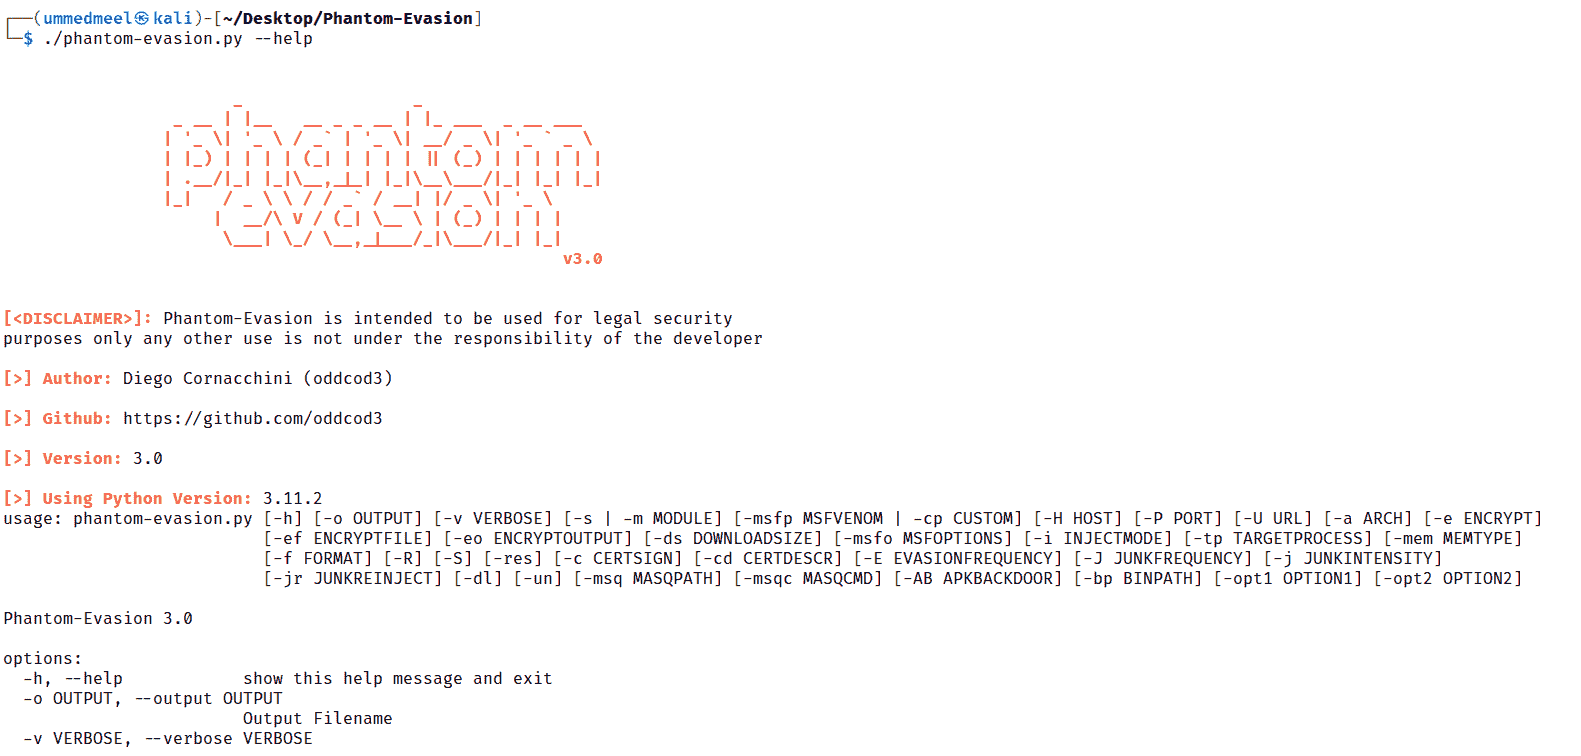 ┌──(ummedmeel㉿kali)-[~/Desktop/Phantom-Evasion]
└─$ ./phantom-evasion.py --help
phantom
evasion
v3.0
[<DISCLAIMER>]: Phantom-Evasion is intended to be used for legal security
purposes only any other use is not under the responsibility of the developer
[>] Author: Diego Cornacchini (oddcod3)
[>] Github: https://github.com/oddcod3
[>] Version: 3.0
[>] Using Python Version: 3.11.2
usage: phantom-evasion.py [-h] [-o OUTPUT] [-v VERBOSE] [-s | -m MODULE] [-msfp MSFVENOM | -cp CUSTOM] [-H HOST] [-P PORT] [-U URL] [-a ARCH] [-e ENCRYPT]
[-ef ENCRYPTFILE] [-eo ENCRYPTOUTPUT] [-ds DOWNLOADSIZE] [-msfo MSFOPTIONS] [-i INJECTMODE] [-tp TARGETPROCESS] [-mem MEMTYPE]
[-f FORMAT] [-R] [-S] [-res] [-c CERTSIGN] [-cd CERTDESCR] [-E EVASIONFREQUENCY] [-J JUNKFREQUENCY] [-j JUNKINTENSITY]
[-jr JUNKREINJECT] [-dl] [-un] [-msq MASQPATH] [-msqc MASQCMD] [-AB APKBACKDOOR] [-bp BINPATH] [-opt1 OPTION1] [-opt2 OPTION2]
Phantom-Evasion 3.0
options:
-h, --help show this help message and exit
-o OUTPUT, --output OUTPUT
Output Filename
-v VERBOSE, --verbose VERBOSE